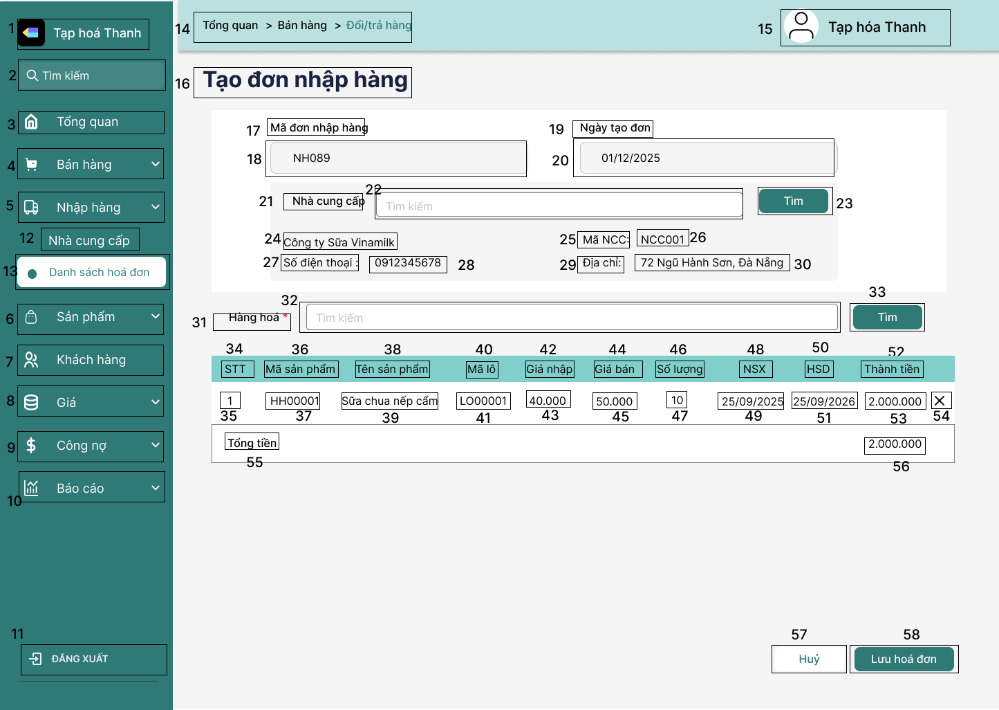 1 Tạp hoá Thanh
2 Tìm kiếm
3 Tổng quan
4 Bán hàng
5 Nhập hàng
12 Nhà cung cấp
13 Danh sách hoá đơn
6 Sản phẩm
7 Khách hàng
8 Giá
9 Công nợ
10 Báo cáo
11
ĐĂNG XUẤT
14 Tổng quan > Bán hàng > Đổi/trả hàng
15 Tạp hóa Thanh
16 Tạo đơn nhập hàng
17 Mã đơn nhập hàng 19 Ngày tạo đơn
18 NH089 20 01/12/2025
21 Nhà cung cấp 22 Tìm kiếm Tìm 23
24 Công ty Sữa Vinamilk 25 Mã NCC: NCC001 26
27 Số điện thoại : 0912345678 28 29 Địa chỉ: 72 Ngũ Hành Sơn, Đà Nẵng 30
32 33
31 Hàng hoá * Tìm kiếm Tìm
34 36 38 40 42 44 46 48 50 52
STT Mã sản phẩm Tên sản phẩm Mã lô Giá nhập Giá bán Số lượng NSX HSD Thành tiền
1 HH00001 Sữa chua nếp cẩm LO00001 40.000 50.000 10 25/09/2025 25/09/2026 2.000.000
35 37 39 41 43 45 47 49 51 53 54
Tổng tiền 2.000.000
55 56
57 58
Huỷ Lưu hoá đơn